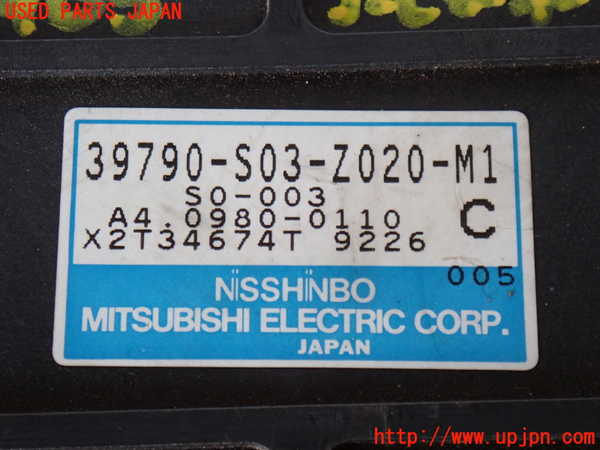 USED PARTS JAPAN
39790-S03-Z020-M1
S0-003
A4.0980-0110
C
X2T34674T 9226
005
NiSSHiNBO
MITSUBISHI ELECTRIC CORP.
JAPAN
http://www.upjpn.com/